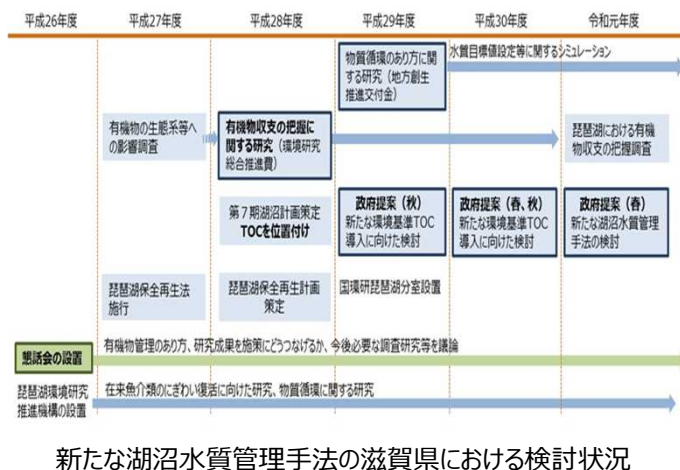 平成26年度 平成27年度 平成28年度 平成29年度 平成30年度 令和元年度
物質循環のあり方に関
する研究（地方創生
推進交付金）
水質目標値設定等に関するシミュレーション
有機物の生態系等へ
の影響調査
有機物収支の把握に
関する研究（環境研究
総合推進費）
琵琶湖における有機
物収支の把握調査
第７期湖沼計画策定
TOCを位置付け
政府提案（秋）
新たな環境基準TOC
導入に向けた検討
政府提案（春、秋）
新たな環境基準TOC
導入に向けた検討
政府提案（春）
新たな湖沼水質管理
手法の検討
琵琶湖保全再生法
施行
琵琶湖保全再生計画
策定
国環研琵琶湖分室設置
懇話会の設置
有機物管理のあり方、研究成果を施策にどうつなげるか、今後必要な調査研究等を議論
琵琶湖環境研究
推進機構の設置
在来魚介類のにぎわい復活に向けた研究、物質循環に関する研究
新たな湖沼水質管理手法の滋賀県における検討状況